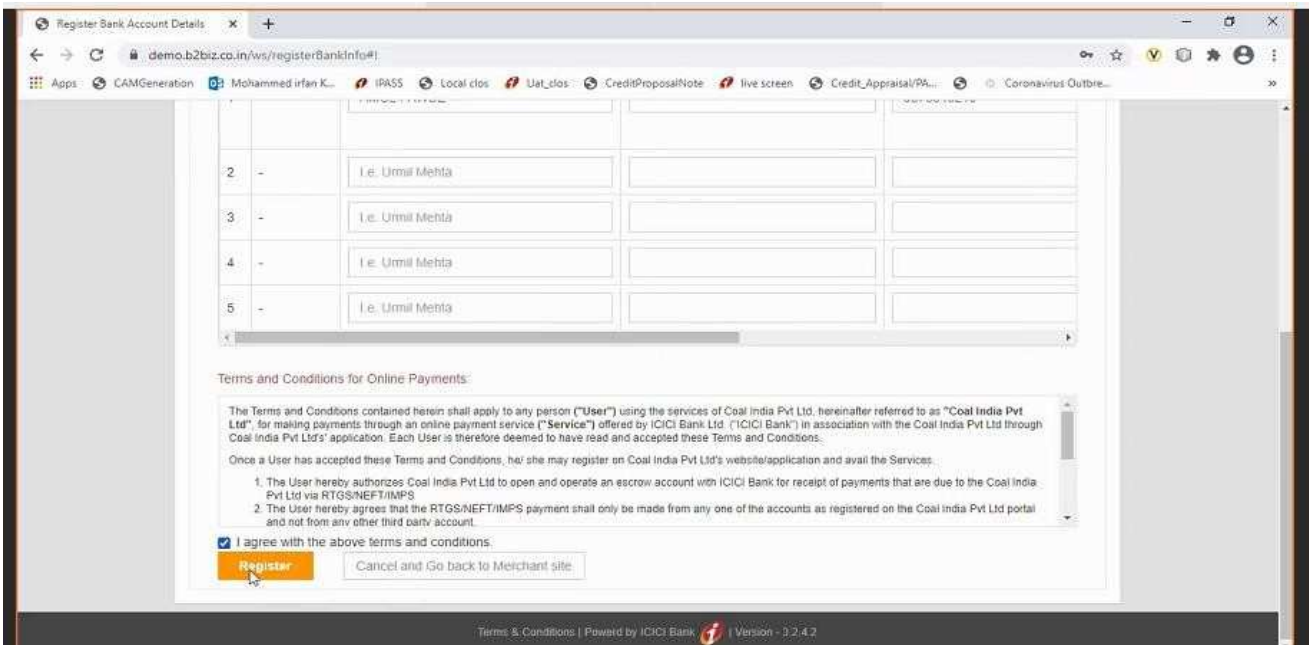 Register Bank Account Details
demo.b2biz.co.in/ws/registerBankInfo#!
Apps CAMGeneration Mohammed irfan K... IPASS Local clos Uat_clos CreditProposalNote live screen Credit_Appraisal/PA... Coronavirus Outbre...
2 - I.e. Urmil Mehta
3 - I.e. Urmil Mehta
4 - I.e. Urmil Mehta
5 - I.e. Urmil Mehta
Terms and Conditions for Online Payments:
The Terms and Conditions contained herein shall apply to any person ("User") using the services of Coal India Pvt Ltd, hereinafter referred to as "Coal India Pvt
Ltd", for making payments through an online payment service ("Service") offered by ICICI Bank Ltd. ("ICICI Bank") in association with the Coal India Pvt Ltd through
Coal India Pvt Ltd's' application. Each User is therefore deemed to have read and accepted these Terms and Conditions.
Once a User has accepted these Terms and Conditions, he/ she may register on Coal India Pvt Ltd's website/application and avail the Services.
1. The User hereby authorizes Coal India Pvt Ltd to open and operate an escrow account with ICICI Bank for receipt of payments that are due to the Coal India
Pvt Ltd via RTGS/NEFT/IMPS
2. The User hereby agrees that the RTGS/NEFT/IMPS payment shall only be made from any one of the accounts as registered on the Coal India Pvt Ltd portal
and not from any other third party account.
I agree with the above terms and conditions.
Register Cancel and Go back to Merchant site
Terms & Conditions | Powerd by ICICI Bank | Version - 3.2.4.2